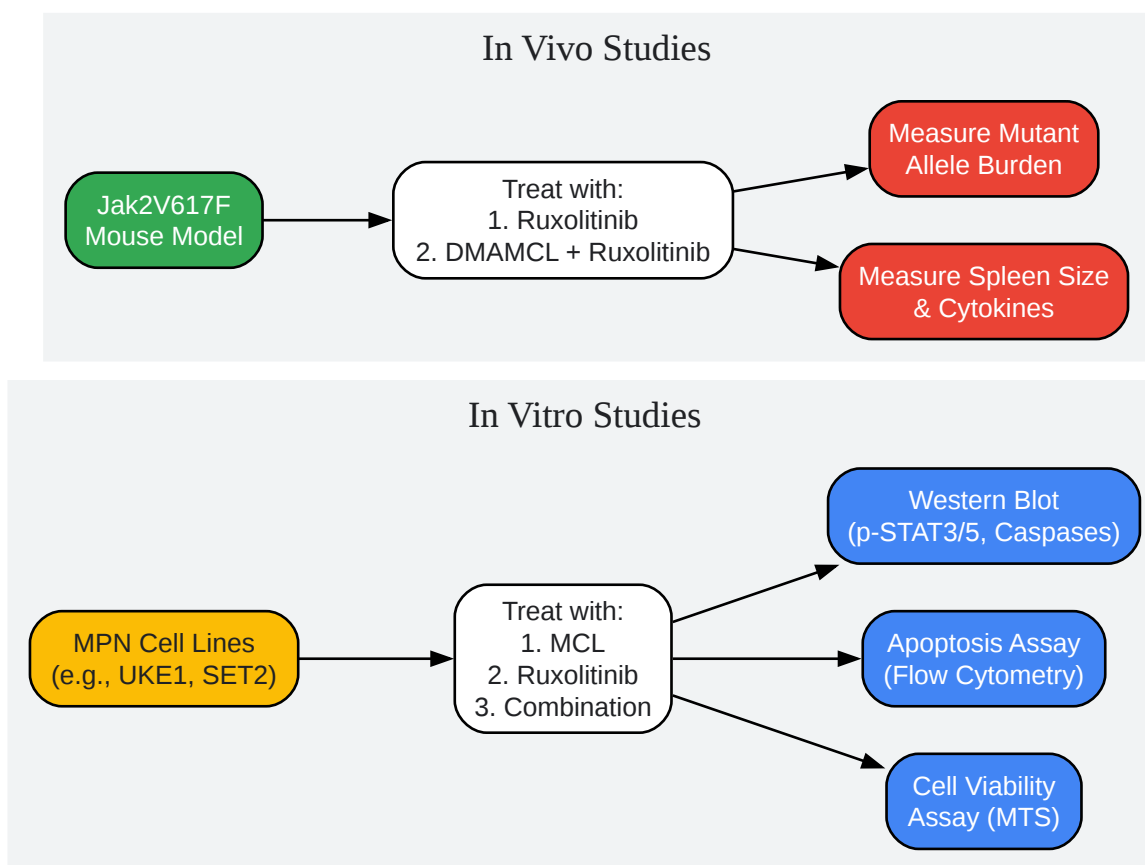 In Vivo Studies
Jak2V617F
Mouse Model
Treat with:
1. Ruxolitinib
2. DMAMCL + Ruxolitinib
Measure Mutant
Allele Burden
Measure Spleen Size
& Cytokines
In Vitro Studies
MPN Cell Lines
(e.g., UKE1, SET2)
Treat with:
1. MCL
2. Ruxolitinib
3. Combination
Western Blot
(p-STAT3/5, Caspases)
Apoptosis Assay
(Flow Cytometry)
Cell Viability
Assay (MTS)